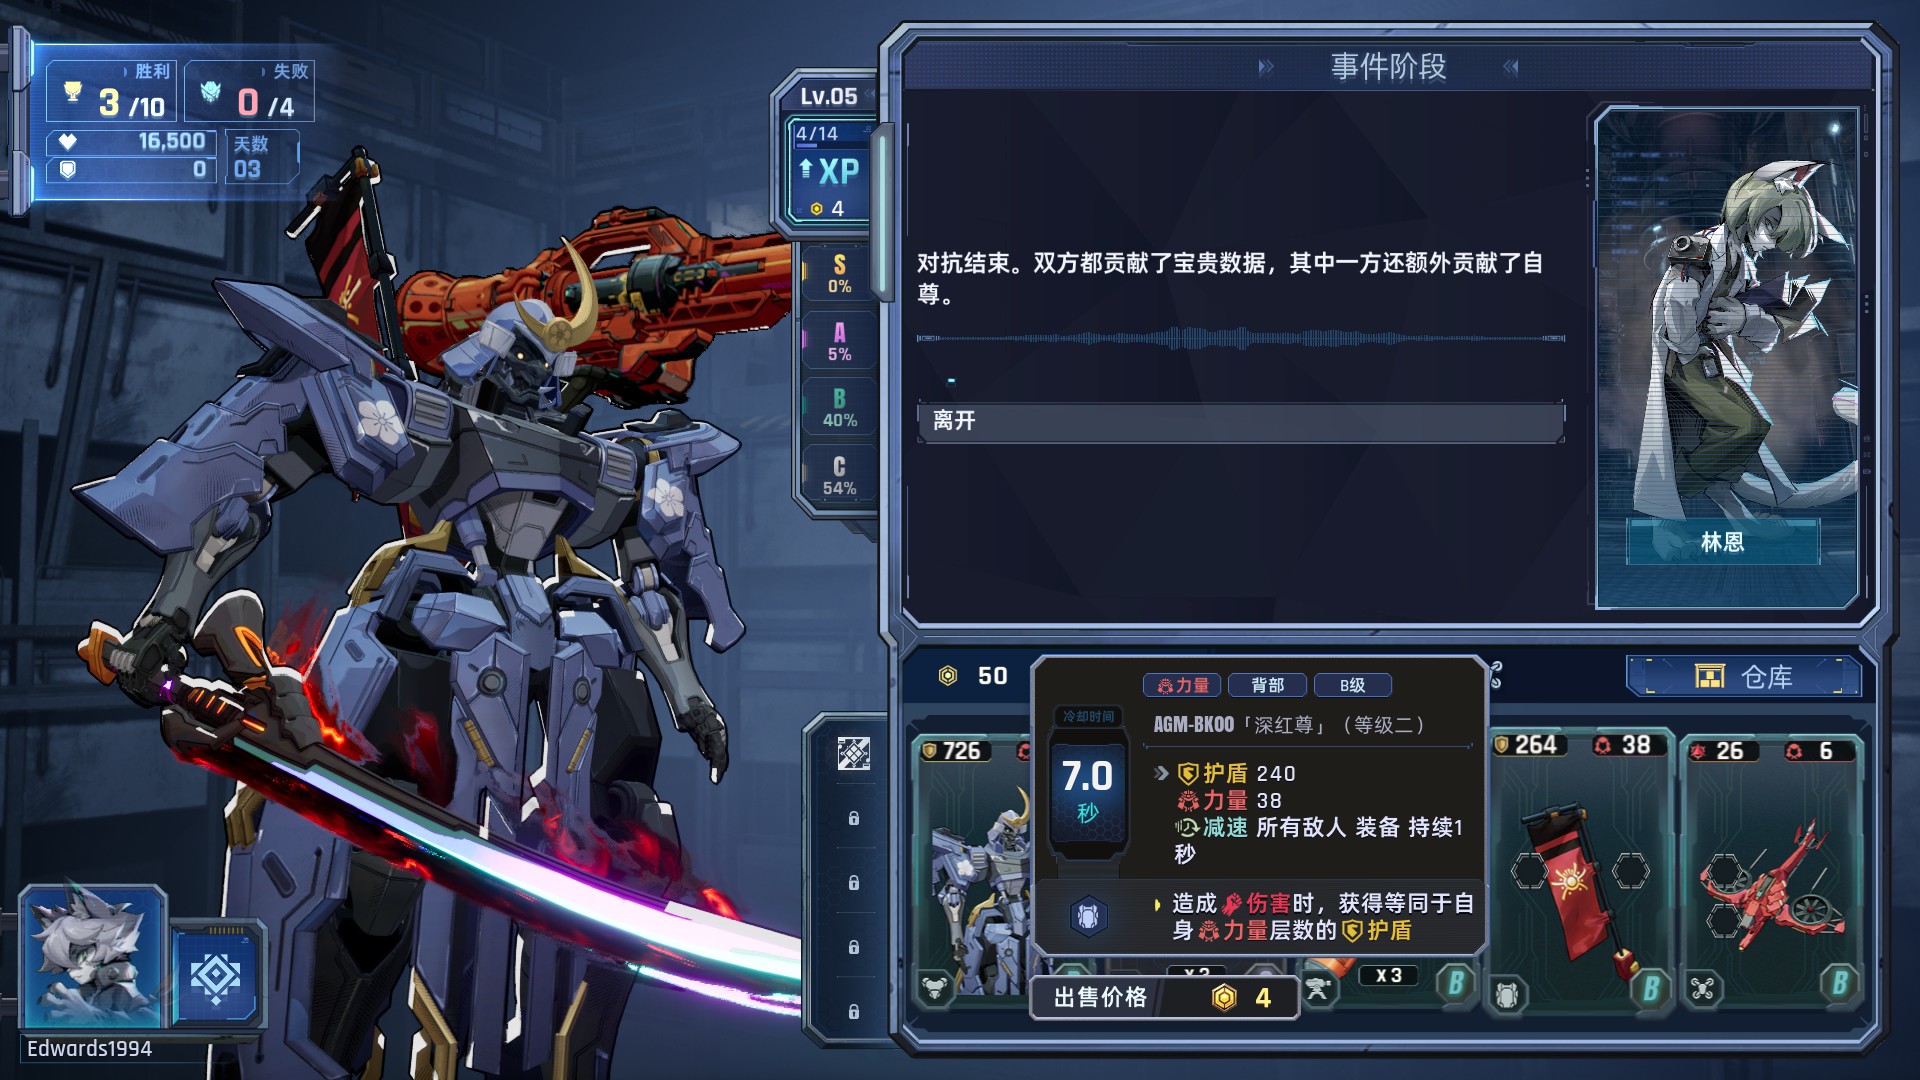 胜利
3/10
失败
0/4
16,500
0
天数
03
Lv.05
4/14
XP
4
S
0%
A
5%
B
40%
C
54%
事件阶段
对抗结束。双方都贡献了宝贵数据，其中一方还额外贡献了自
尊。
离开
林恩
50
仓库
力量
背部
B级
冷却时间
7.0
秒
AGM-BK00「深红尊」（等级二）
护盾 240
力量 38
减速 所有敌人 装备 持续1
秒
造成伤害时，获得等同于自
身力量层数的护盾
出售价格
4
726
264
38
26
6
x3
B
B
B
Edwards1994